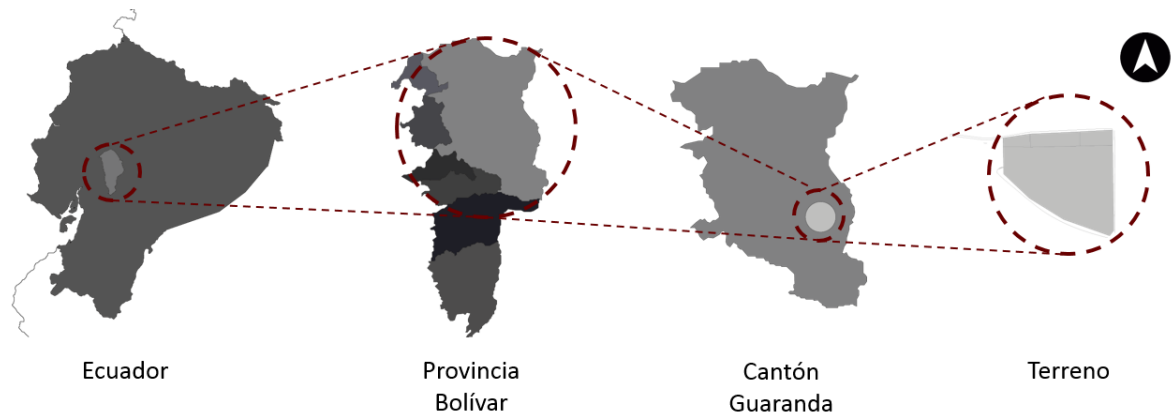 Ecuador
Provincia
Bolívar
Cantón
Guaranda
Terreno